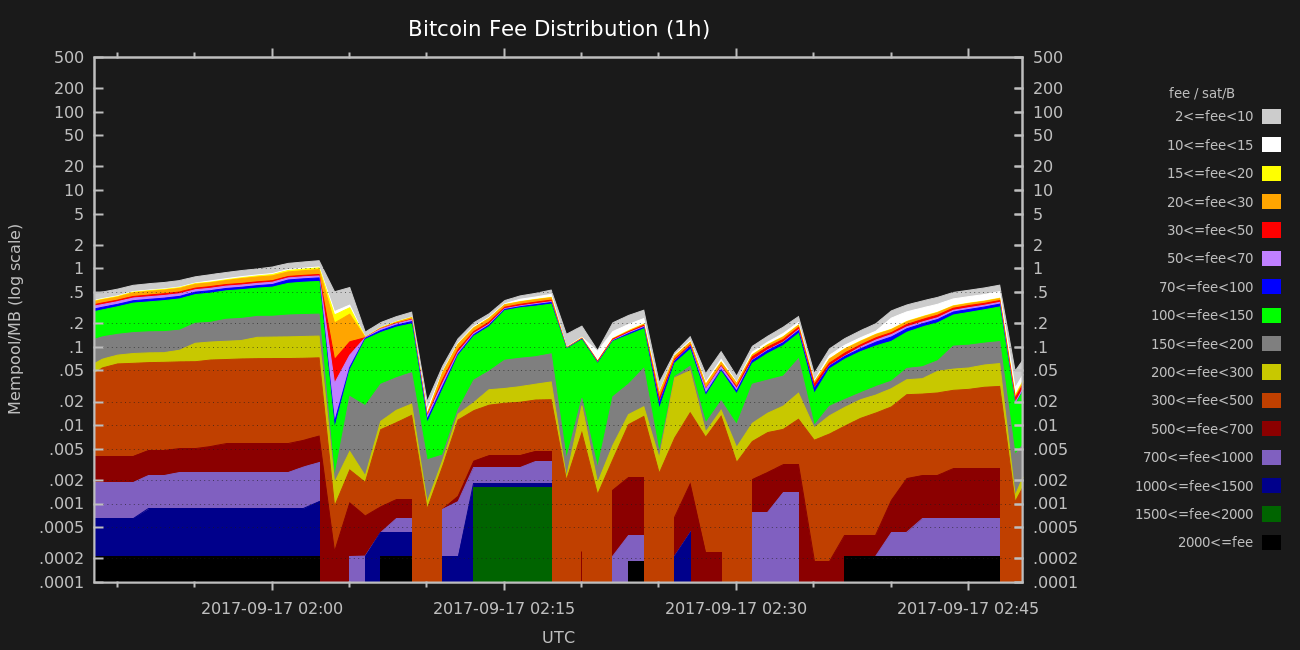 Bitcoin Fee Distribution (1h)
500 500
200 200
100 100
50 50
20 20
10 10
5 5
2 2
1 1
.5 .5
.2 .2
.1 .1
.05 .05
.02 .02
.01 .01
.005 .005
.002 .002
.001 .001
.0005 .0005
.0002 .0002
.0001 .0001
Mempool/MB (log scale)
2017-09-17 02:00 2017-09-17 02:15 2017-09-17 02:30 2017-09-17 02:45
UTC
fee / sat/B
2<=fee<10
10<=fee<15
15<=fee<20
20<=fee<30
30<=fee<50
50<=fee<70
70<=fee<100
100<=fee<150
150<=fee<200
200<=fee<300
300<=fee<500
500<=fee<700
700<=fee<1000
1000<=fee<1500
1500<=fee<2000
2000<=fee